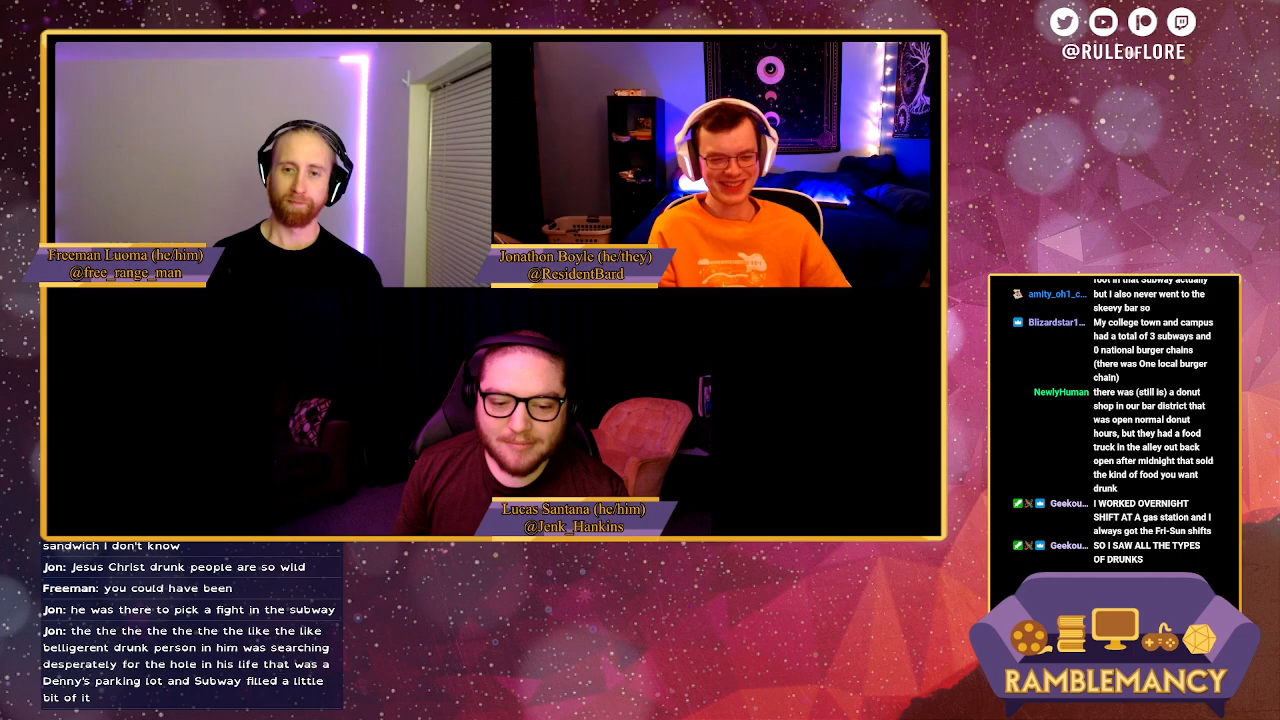 @RULEOFLORE
Freeman Luoma (he/him)
@free_range_man
Jonathon Boyle (he/they)
@ResidentBard
Lucas Santana (he/him)
@Jenk_Hankins
foot in that Subway actually
amity_oh1_c... but I also never went to the
skeevy bar so
Blizardstar1... My college town and campus
had a total of 3 subways and
0 national burger chains
(there was One local burger
chain)
NewlyHuman there was (still is) a donut
shop in our bar district that
was open normal donut
hours, but they had a food
truck in the alley out back
open after midnight that sold
the kind of food you want
drunk
Geekou... I WORKED OVERNIGHT
SHIFT AT A gas station and I
always got the Fri-Sun shifts
Geekou... SO I SAW ALL THE TYPES
OF DRUNKS
sandwich I don't know
Jon: Jesus Christ drunk people are so wild
Freeman: you could have been
Jon: he was there to pick a fight in the subway
Jon: the the the the the the the like the like
belligerent drunk person in him was searching
desperately for the hole in his life that was a
Denny's parking lot and Subway filled a little
bit of it
RAMBLEMANCY